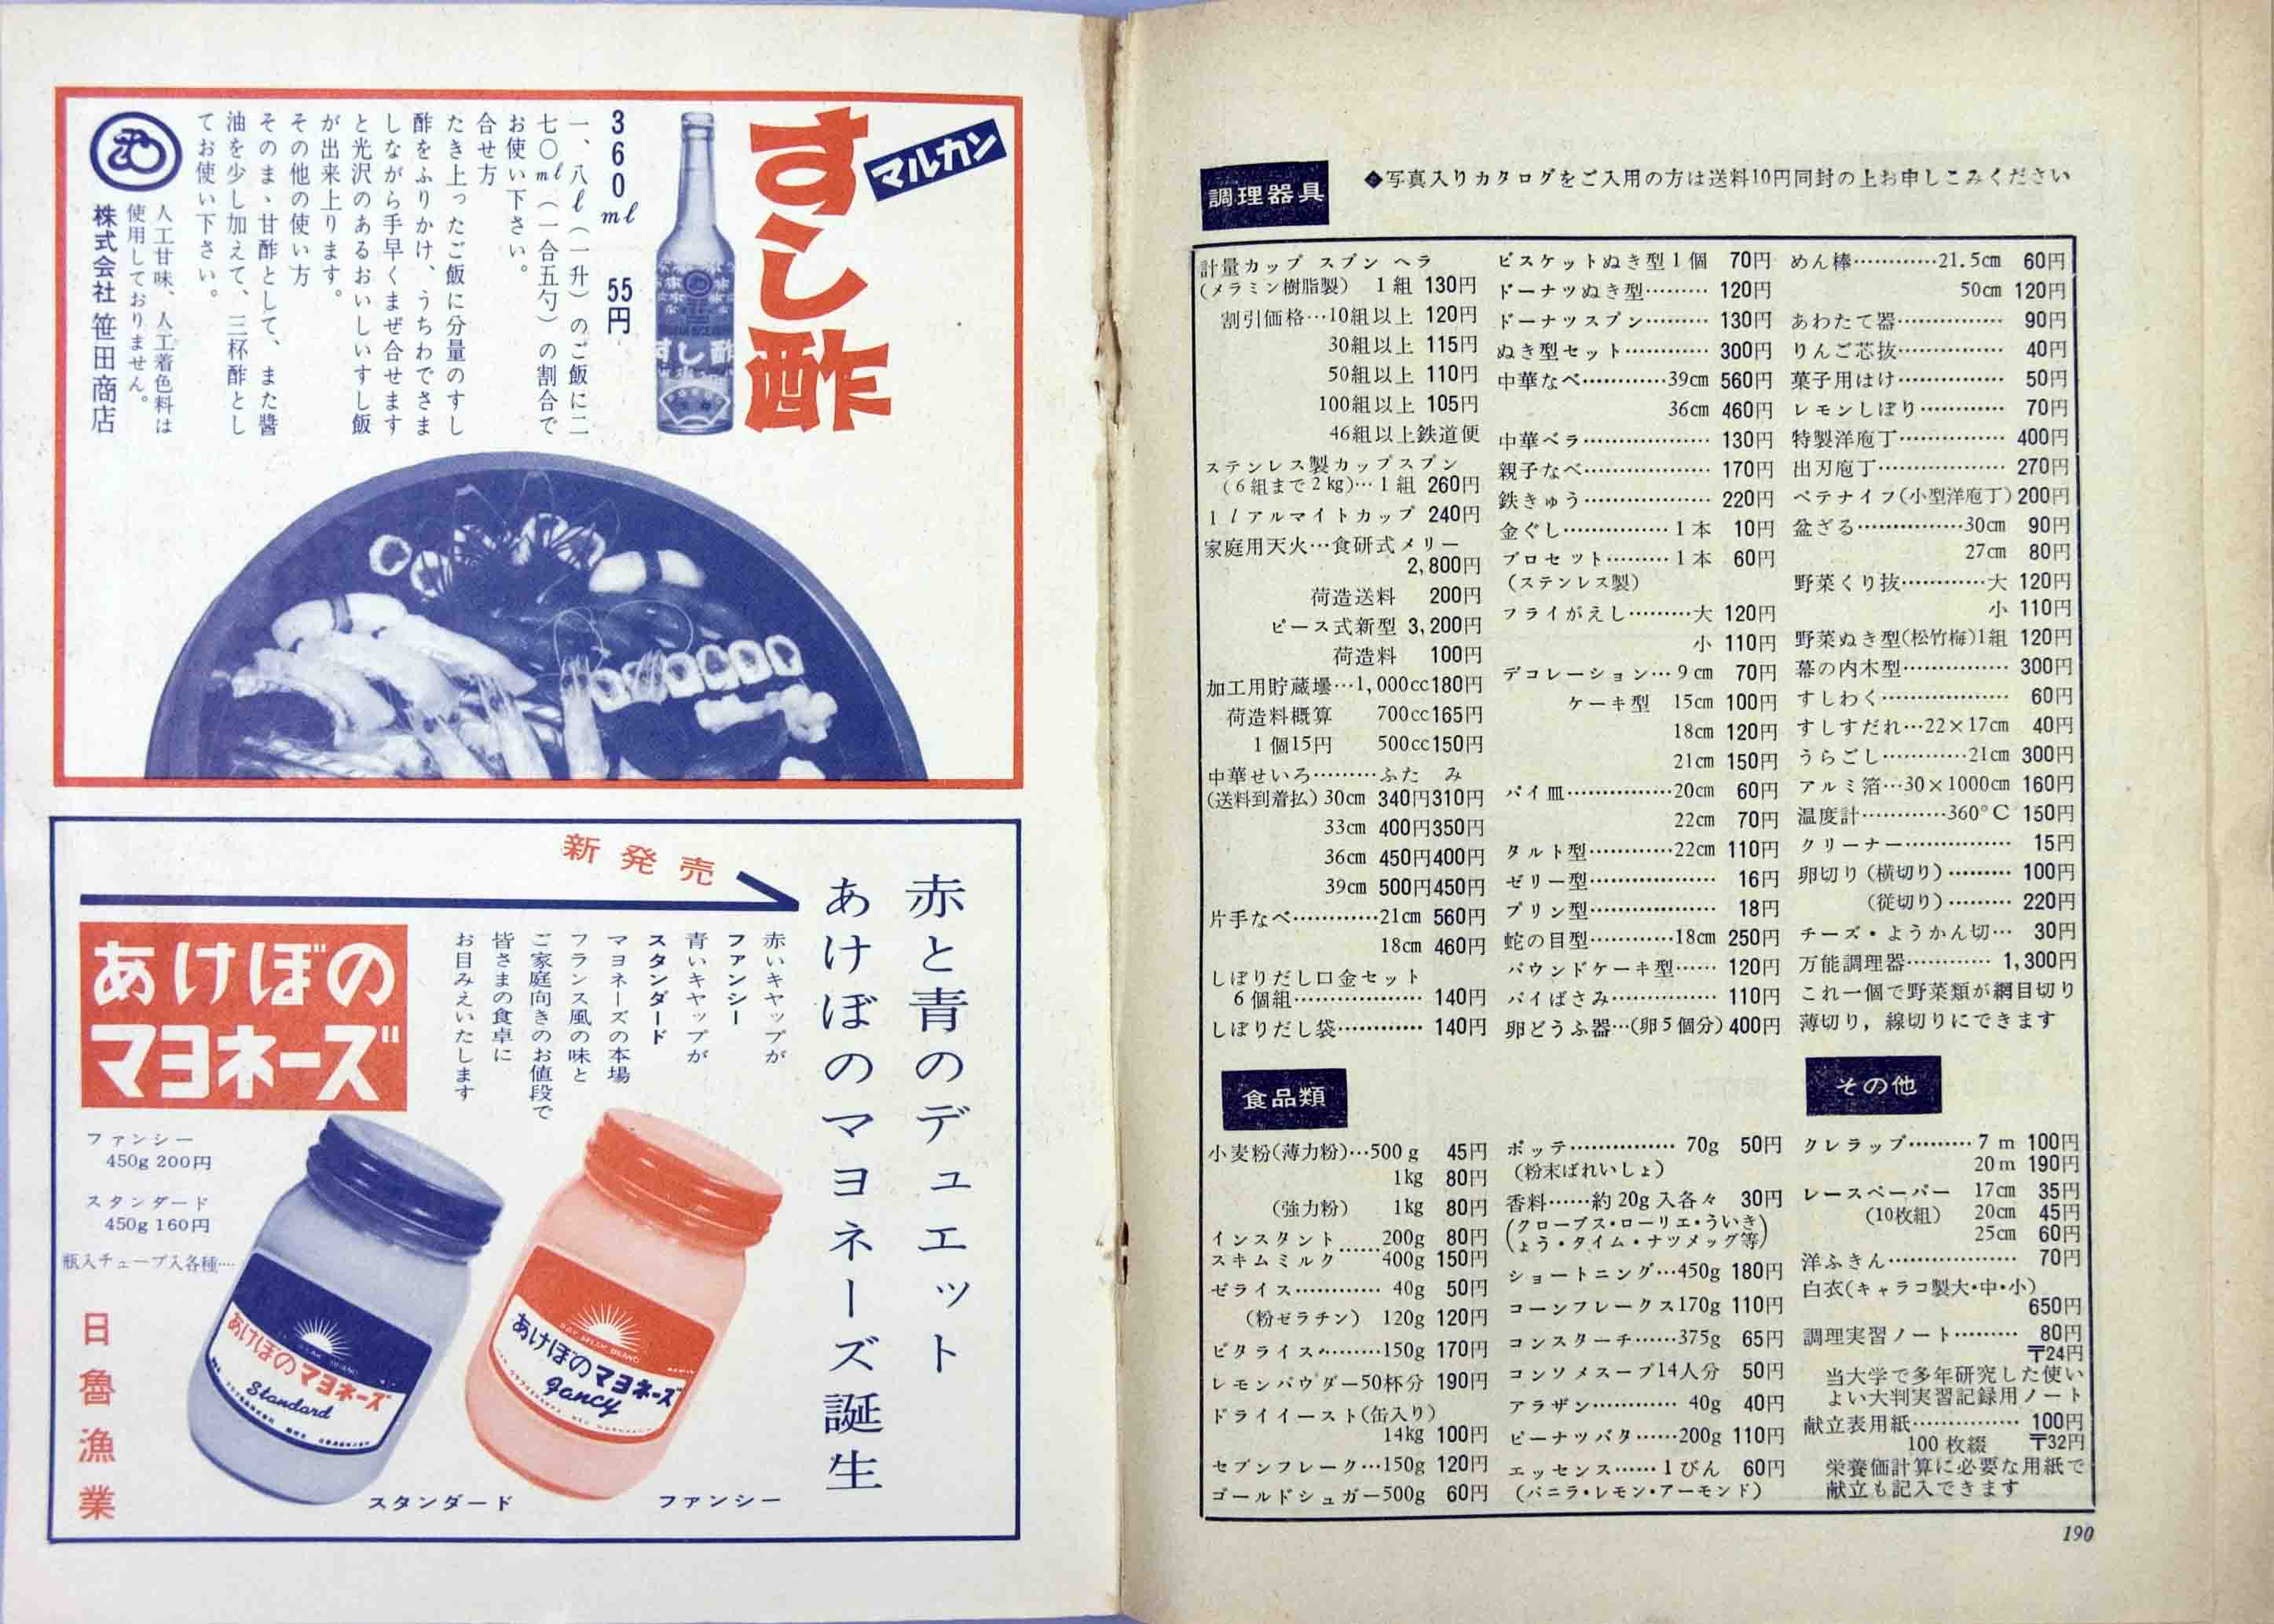 マルカン
すし酢
360ml 55円
一、八ℓ(一升)のご飯に二
七〇ml(一合五勺)の割合で
お使い下さい。
合せ方
たき上ったご飯に分量のすし
酢をふりかけ、うちわでさま
しながら手早くまぜ合せます
と光沢のあるおいしいすし飯
が出来上ります。
その他の使い方
そのまゝ甘酢として、また醬
油を少し加えて、三杯酢とし
てお使い下さい。
人工甘味、人工着色料は
使用しておりません。
株式会社 笹田商店
すし酢
新発売
赤と青のデュエット
あけぼのマヨネーズ誕生
赤いキャップが
ファンシー
青いキャップが
スタンダード
マヨネーズの本場
フランス風の味と
ご家庭向きのお値段で
皆さまの食卓に
お目みえいたします
あけぼの
マヨネーズ
ファンシー
450g 200円
スタンダード
450g 160円
瓶入チューブ入各種…
日魯漁業
あけぼのマヨネーズ
Standard
あけぼのマヨネーズ
Fancy
スタンダード
ファンシー
調理器具
◆写真入りカタログをご入用の方は送料10円同封の上お申しこみください
計量カップ スプン ヘラ
(メラミン樹脂製) 1組 130円
割引価格…10組以上 120円
30組以上 115円
50組以上 110円
100組以上 105円
46組以上鉄道便
ステンレス製カップスプン
(6組まで2kg)…1組 260円
1ℓアルマイトカップ 240円
家庭用天火…食研式メリー
2,800円
荷造送料 200円
ピース式新型 3,200円
荷造料 100円
加工用貯蔵壜…1,000cc180円
荷造料概算 700cc165円
1個15円 500cc150円
中華せいろ………ふた み
(送料到着払)30cm 340円310円
33cm 400円350円
36cm 450円400円
39cm 500円450円
片手なべ…………21cm 560円
18cm 460円
しぼりだし口金セット
6個組……………… 140円
しぼりだし袋………… 140円
ビスケットぬき型1個 70円
ドーナツぬき型……… 120円
ドーナツスプン……… 130円
ぬき型セット………… 300円
中華なべ…………39cm 560円
36cm 460円
中華ベラ……………… 130円
親子なべ……………… 170円
鉄きゅう……………… 220円
金ぐし……………1本 10円
プロセット………1本 60円
(ステンレス製)
フライがえし………大 120円
小 110円
デコレーション…9cm 70円
ケーキ型 15cm 100円
18cm 120円
21cm 150円
パイ皿……………20cm 60円
22cm 70円
タルト型…………22cm 110円
ゼリー型……………… 16円
プリン型……………… 18円
蛇の目型…………18cm 250円
パウンドケーキ型…… 120円
パイばさみ…………… 110円
卵どうふ器…(卵5個分)400円
めん棒…………21.5cm 60円
50cm 120円
あわたて器…………… 90円
りんご芯抜…………… 40円
菓子用はけ…………… 50円
レモンしぼり………… 70円
特製洋庖丁…………… 400円
出刃庖丁……………… 270円
ペテナイフ(小型洋庖丁)200円
盆ざる……………30cm 90円
27cm 80円
野菜くり抜…………大 120円
小 110円
野菜ぬき型(松竹梅)1組 120円
幕の内木型…………… 300円
すしわく……………… 60円
すしすだれ…22×17cm 40円
うらごし…………21cm 300円
アルミ箔…30×1000cm 160円
温度計…………360°C 150円
クリーナー…………… 15円
卵切り(横切り)……… 100円
(従切り)……… 220円
チーズ・ようかん切… 30円
万能調理器………… 1,300円
これ一個で野菜類が網目切り
薄切り，線切りにできます
食品類
小麦粉(薄力粉)…500g 45円
1kg 80円
(強力粉) 1kg 80円
インスタント
スキムミルク……200g 80円
400g 150円
ゼライス………… 40g 50円
(粉ゼラチン) 120g 120円
ビタライス………150g 170円
レモンパウダー50杯分 190円
ドライイースト(缶入り)
14kg 100円
セブンフレーク…150g 120円
ゴールドシュガー500g 60円
ポッテ…………… 70g 50円
(粉末ばれいしょ)
香料……約20g入各々 30円
(クローブス・ローリエ・ういき
ょう・タイム・ナツメッグ等)
ショートニング…450g 180円
コーンフレークス170g 110円
コンスターチ……375g 65円
コンソメスープ14人分 50円
アラザン………… 40g 40円
ピーナツバタ……200g 110円
エッセンス……1びん 60円
(バニラ・レモン・アーモンド)
その他
クレラップ………7m 100円
20m 190円
レースペーパー 17cm 35円
(10枚組) 20cm 45円
25cm 60円
洋ふきん……………… 70円
白衣(キャラコ製大・中・小)
650円
調理実習ノート……… 80円
〒24円
当大学で多年研究した使い
よい大判実習記録用ノート
献立表用紙…………… 100円
100枚綴 〒32円
栄養価計算に必要な用紙で
献立も記入できます
190